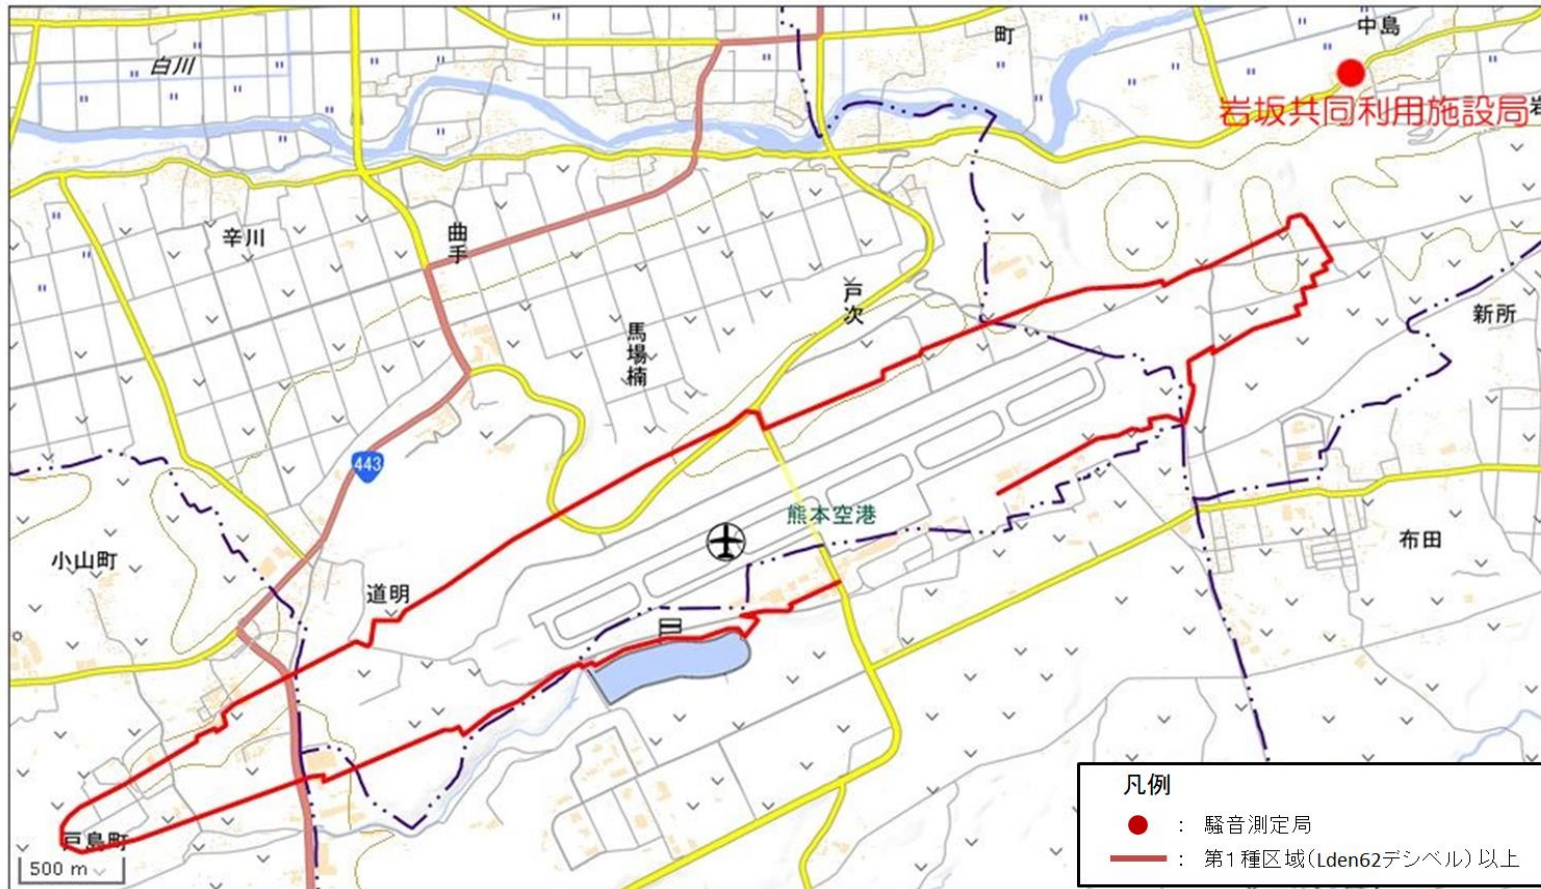 中島
町
白川
岩坂共同利用施設局
岩
辛川
曲手
戸次
新所
馬場楠
443
熊本空港
布田
小山町
道明
戸島町
500 m
凡例
： 騒音測定局
： 第1種区域(Lden62デシベル)以上